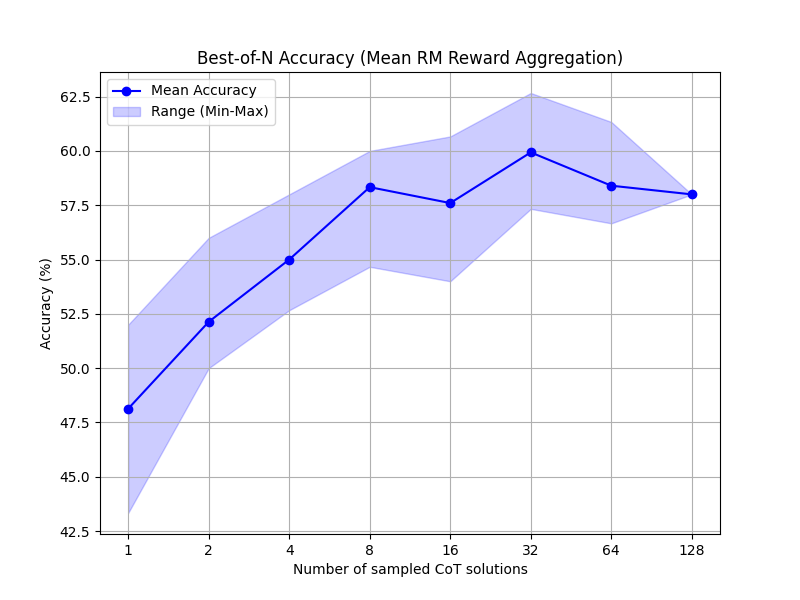 Best-of-N Accuracy (Mean RM Reward Aggregation)
Mean Accuracy
Range (Min-Max)
62.5
60.0
57.5
55.0
52.5
50.0
47.5
45.0
42.5
Accuracy (%)
1 2 4 8 16 32 64 128
Number of sampled CoT solutions